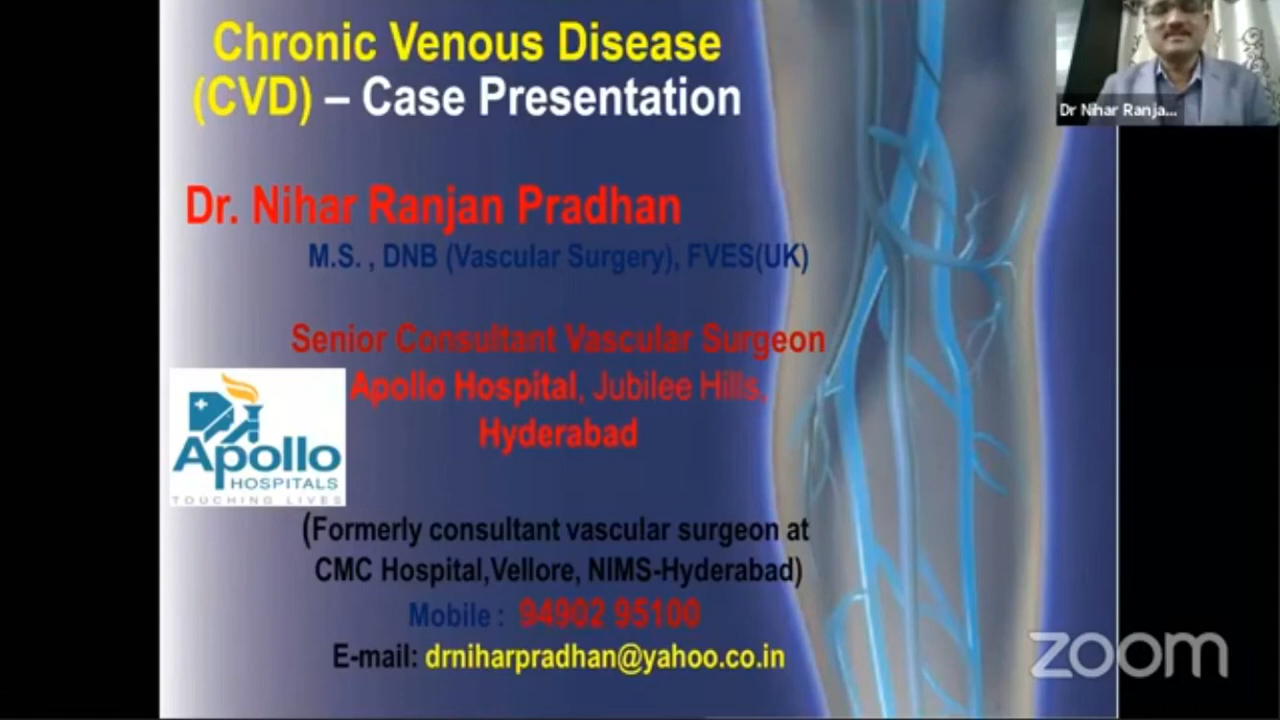 Chronic Venous Disease
(CVD) – Case Presentation
Dr Nihar Ranja...
Dr. Nihar Ranjan Pradhan
M.S. , DNB (Vascular Surgery), FVES(UK)
Senior Consultant Vascular Surgeon
Apollo Hospital, Jubilee Hills,
Hyderabad
Apollo
HOSPITALS
TOUCHING LIVES
(Formerly consultant vascular surgeon at
CMC Hospital,Vellore, NIMS-Hyderabad)
Mobile : 94902 95100
E-mail: drniharpradhan@yahoo.co.in
zoom